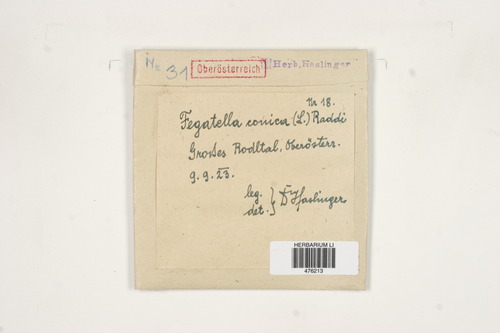 Nr 31
Oberösterreich
Herb. Haslinger
Nr 18.
Fegatella conica (L.) Raddi
Großes Rodltal, Oberösterr.
9. 9. 23.
leg. } Dr Haslinger
det.
HERBARIUM LI
476213